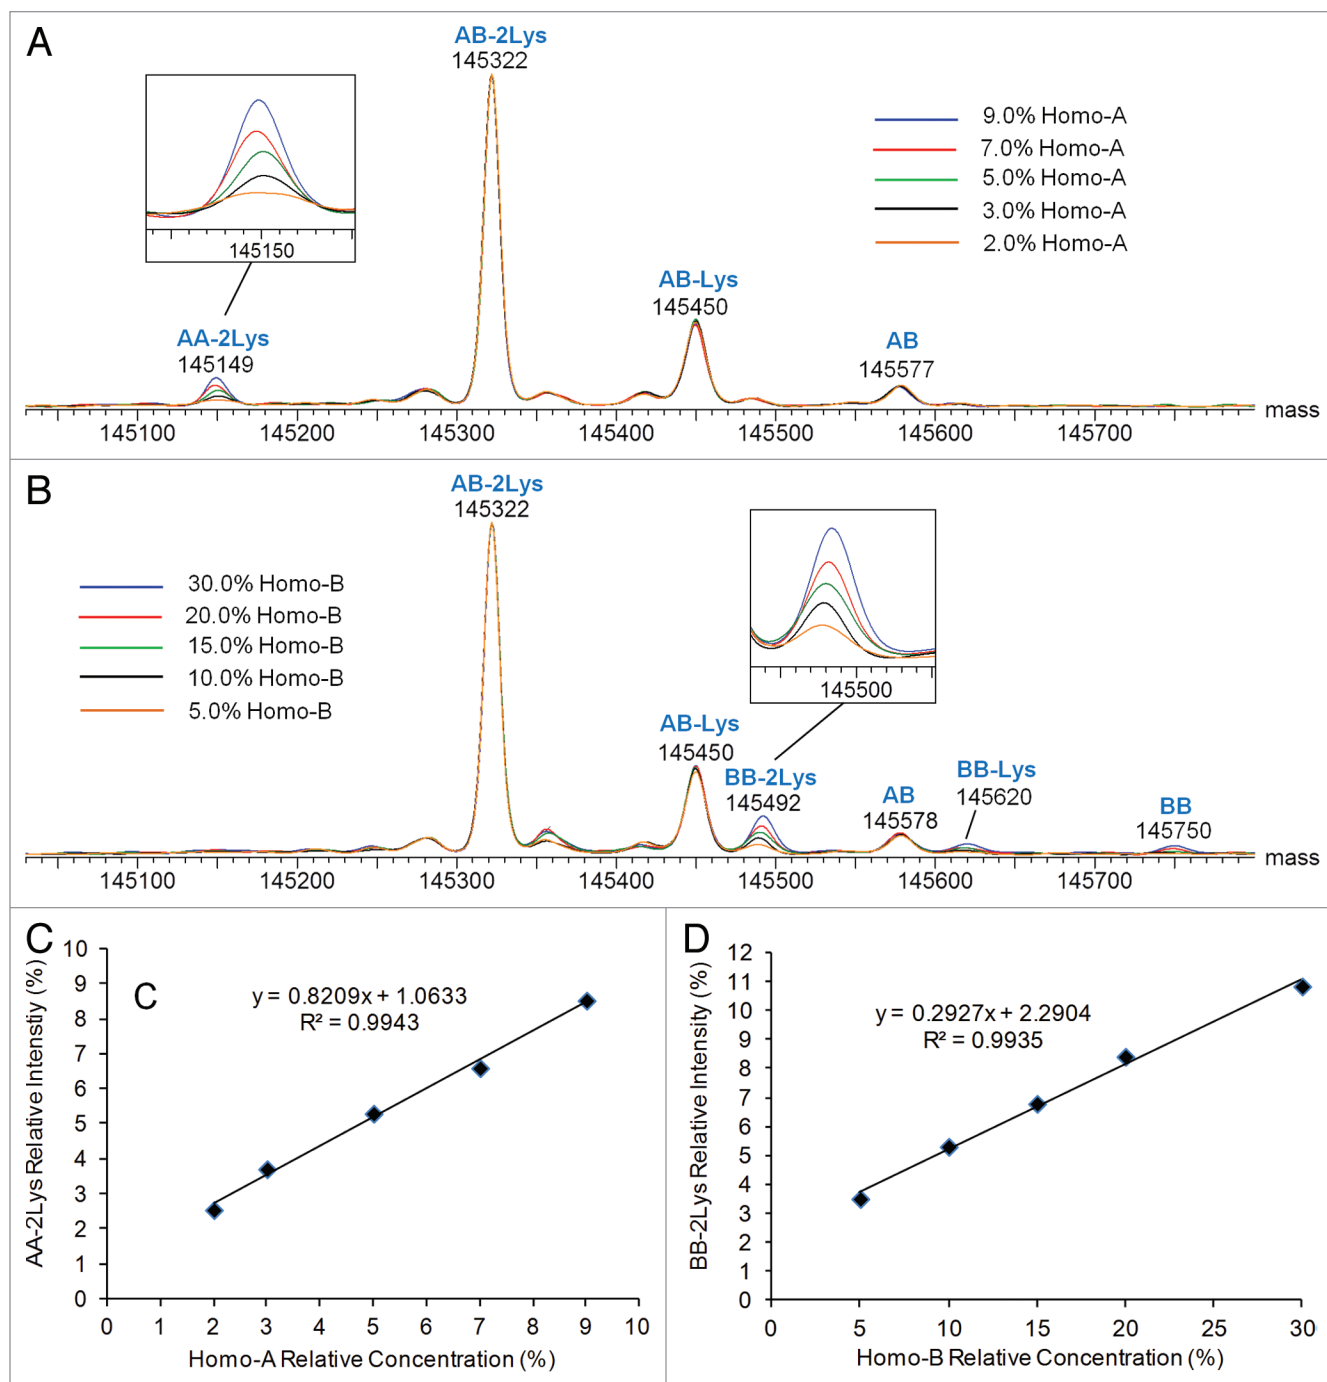 A
AB-2Lys
145322
145150
9.0% Homo-A
7.0% Homo-A
5.0% Homo-A
3.0% Homo-A
2.0% Homo-A
AA-2Lys
145149
AB-Lys
145450
AB
145577
145100 145200 145300 145400 145500 145600 145700 mass
B
AB-2Lys
145322
30.0% Homo-B
20.0% Homo-B
15.0% Homo-B
10.0% Homo-B
5.0% Homo-B
145500
AB-Lys
145450
BB-2Lys
145492
AB
145578
BB-Lys
145620
BB
145750
145100 145200 145300 145400 145500 145600 145700 mass
C
C
y = 0.8209x + 1.0633
R² = 0.9943
AA-2Lys Relative Intenstiy (%)
10
9
8
7
6
5
4
3
2
1
0
0 1 2 3 4 5 6 7 8 9 10
Homo-A Relative Concentration (%)
D
y = 0.2927x + 2.2904
R² = 0.9935
BB-2Lys Relative Intensity (%)
12
11
10
9
8
7
6
5
4
3
2
1
0
0 5 10 15 20 25 30
Homo-B Relative Concentration (%)